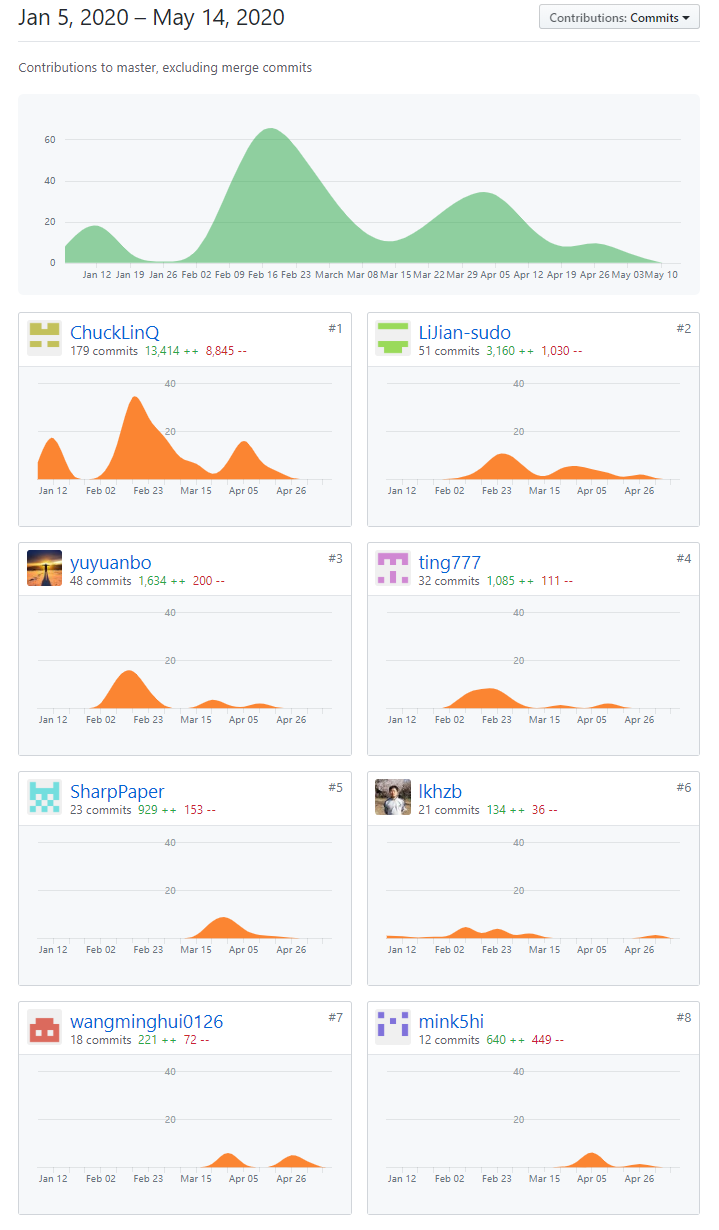 Jan 5, 2020 – May 14, 2020
Contributions: Commits
Contributions to master, excluding merge commits
60
40
20
0
Jan 12 Jan 19 Jan 26 Feb 02 Feb 09 Feb 16 Feb 23 March Mar 08 Mar 15 Mar 22 Mar 29 Apr 05 Apr 12 Apr 19 Apr 26 May 03 May 10
ChuckLinQ
#1
179 commits 13,414 ++ 8,845 --
40
20
Jan 12 Feb 02 Feb 23 Mar 15 Apr 05 Apr 26
LiJian-sudo
#2
51 commits 3,160 ++ 1,030 --
40
20
Jan 12 Feb 02 Feb 23 Mar 15 Apr 05 Apr 26
yuyuanbo
#3
48 commits 1,634 ++ 200 --
40
20
Jan 12 Feb 02 Feb 23 Mar 15 Apr 05 Apr 26
ting777
#4
32 commits 1,085 ++ 111 --
40
20
Jan 12 Feb 02 Feb 23 Mar 15 Apr 05 Apr 26
SharpPaper
#5
23 commits 929 ++ 153 --
40
20
Jan 12 Feb 02 Feb 23 Mar 15 Apr 05 Apr 26
lkhzb
#6
21 commits 134 ++ 36 --
40
20
Jan 12 Feb 02 Feb 23 Mar 15 Apr 05 Apr 26
wangminghui0126
#7
18 commits 221 ++ 72 --
40
20
Jan 12 Feb 02 Feb 23 Mar 15 Apr 05 Apr 26
mink5hi
#8
12 commits 640 ++ 449 --
40
20
Jan 12 Feb 02 Feb 23 Mar 15 Apr 05 Apr 26